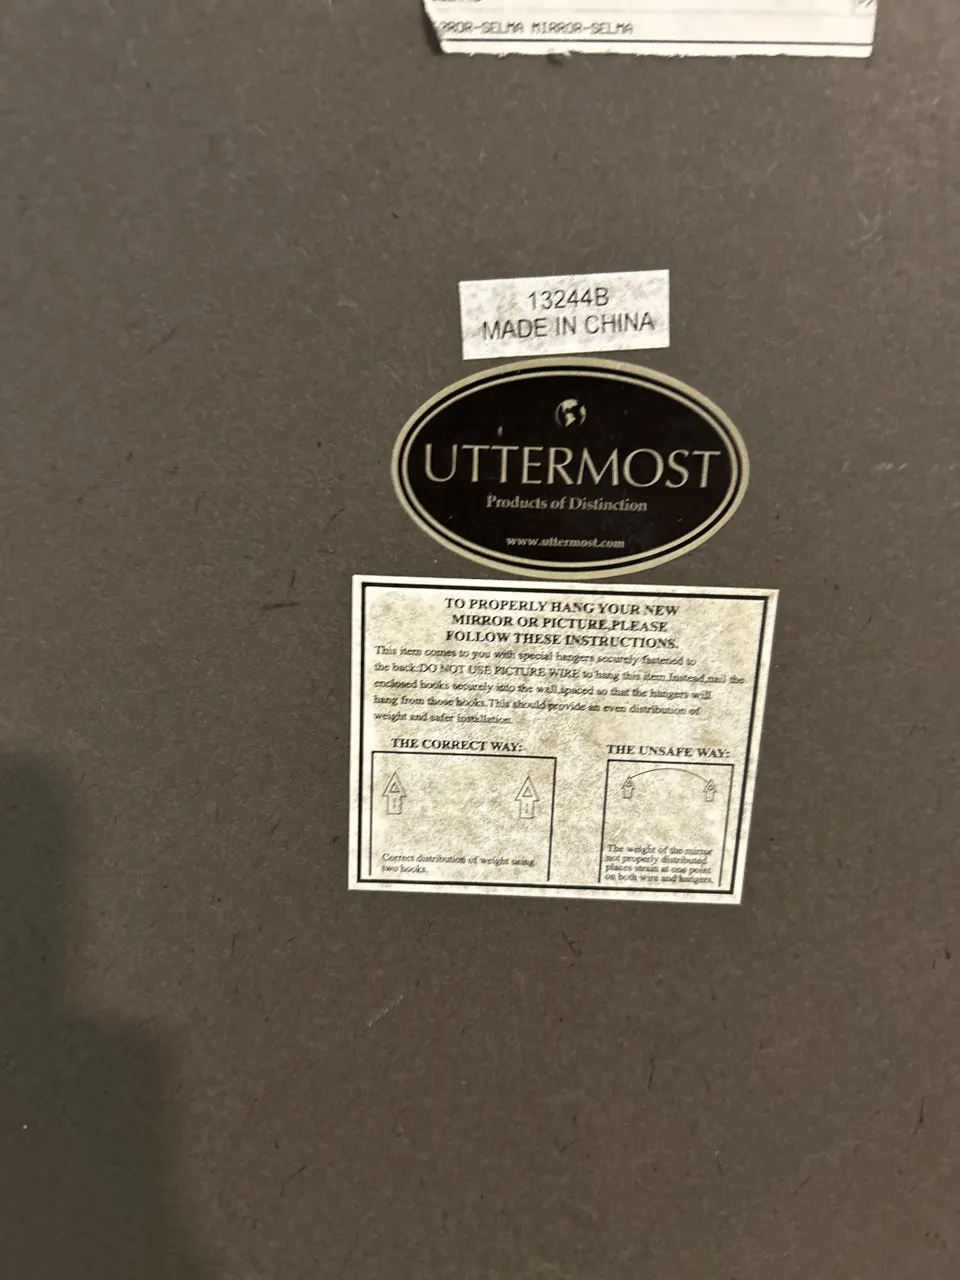 RROR-SELMA MIRROR-SELMA
13244B
MADE IN CHINA
UTTERMOST
Products of Distinction
www.uttermost.com
TO PROPERLY HANG YOUR NEW
MIRROR OR PICTURE,PLEASE
FOLLOW THESE INSTRUCTIONS.
This item comes to you with special hangers securely fastened to
the back.DO NOT USE PICTURE WIRE to hang this item.Instead,nail the
enclosed hooks securely into the wall,spaced so that the hangers will
hang from those hooks.This should provide an even distribution of
weight and safer installation.
THE CORRECT WAY:
Correct distribution of weight using
two hooks.
THE UNSAFE WAY:
The weight of the mirror
not properly distributed
places strain at one point
on both wire and hangers.